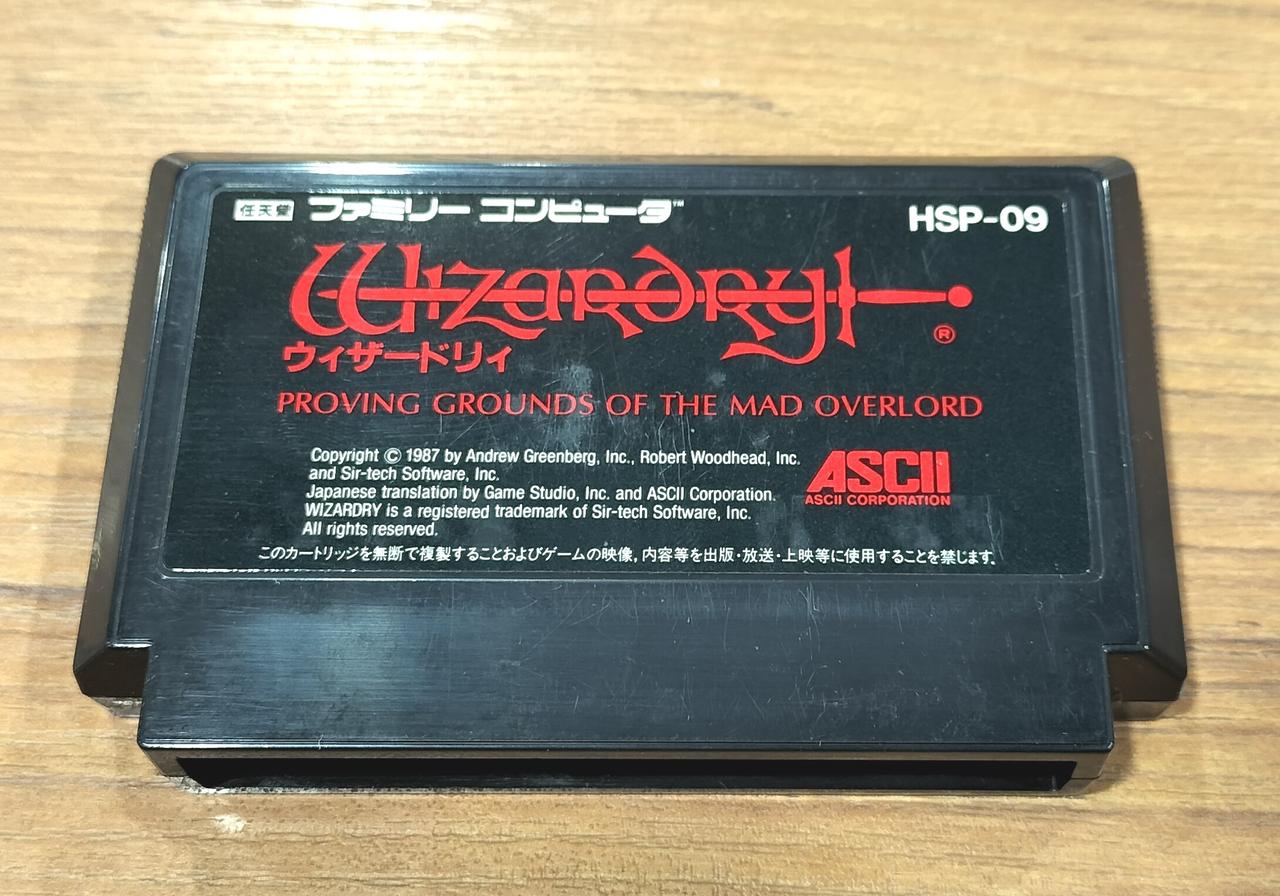 任天堂 ファミリー コンピュータ™ HSP-09
Wizardry ®
ウィザードリィ
PROVING GROUNDS OF THE MAD OVERLORD
Copyright © 1987 by Andrew Greenberg, Inc., Robert Woodhead, Inc.
and Sir-tech Software, Inc.
Japanese translation by Game Studio, Inc. and ASCII Corporation.
WIZARDRY is a registered trademark of Sir-tech Software, Inc.
All rights reserved.
ASCII
ASCII CORPORATION
このカートリッジを無断で複製することおよびゲームの映像,内容等を出版・放送・上映等に使用することを禁じます。